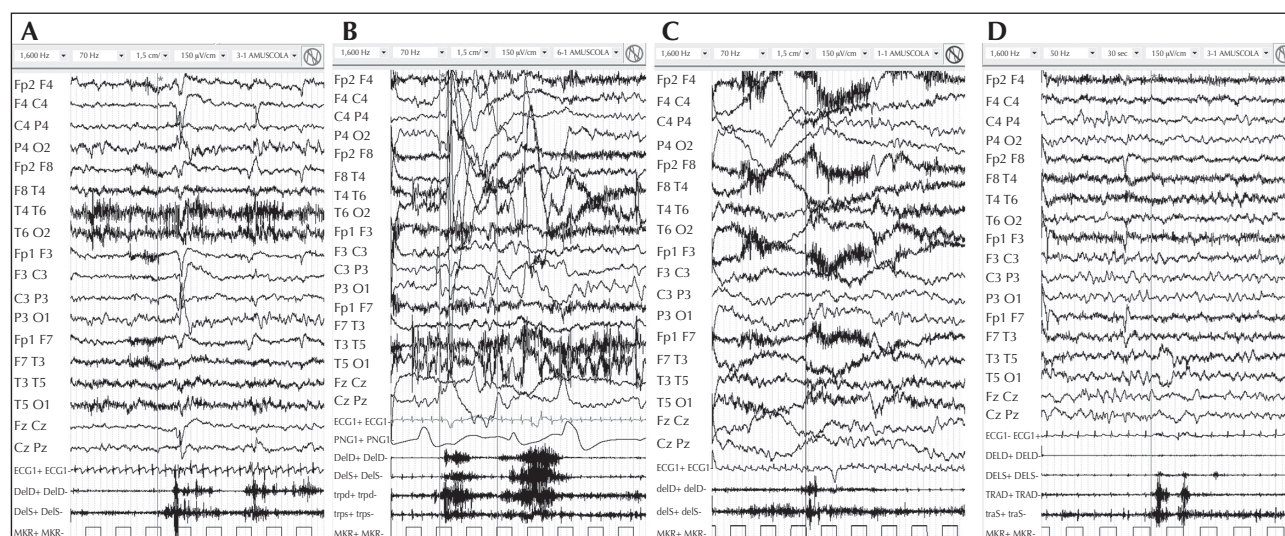 A
1,600 Hz 70 Hz 1,5 cm/ 150 µV/cm 3-1 AMUSCOLA
Fp2 F4
F4 C4
C4 P4
P4 O2
Fp2 F8
F8 T4
T4 T6
T6 O2
Fp1 F3
F3 C3
C3 P3
P3 O1
Fp1 F7
F7 T3
T3 T5
T5 O1
Fz Cz
Cz Pz
ECG1+ ECG1-
DelD+ DelD-
DelS+ DelS-
MKR+ MKR-
B
1,600 Hz 70 Hz 1,5 cm/ 150 µV/cm 6-1 AMUSCOLA
Fp2 F4
F4 C4
C4 P4
P4 O2
Fp2 F8
F8 T4
T4 T6
T6 O2
Fp1 F3
F3 C3
C3 P3
P3 O1
Fp1 F7
F7 T3
T3 T5
T5 O1
Fz Cz
Cz Pz
ECG1+ ECG1-
PNG1+ PNG1
DelD+ DelD-
DelS+ DelS-
trpd+ trpd-
trps+ trps-
MKR+ MKR-
C
1,600 Hz 70 Hz 1,5 cm/ 150 µV/cm 1-1 AMUSCOLA
Fp2 F4
F4 C4
C4 P4
P4 O2
Fp2 F8
F8 T4
T4 T6
T6 O2
Fp1 F3
F3 C3
C3 P3
P3 O1
Fp1 F7
F7 T3
T3 T5
T5 O1
Fz Cz
Cz Pz
ECG1+ ECG1-
delD+ delD-
delS+ delS-
MKR+ MKR-
D
1,600 Hz 50 Hz 30 sec 150 µV/cm 3-1 AMUSCOLA
Fp2 F4
F4 C4
C4 P4
P4 O2
Fp2 F8
F8 T4
T4 T6
T6 O2
Fp1 F3
F3 C3
C3 P3
P3 O1
Fp1 F7
F7 T3
T3 T5
T5 O1
Fz Cz
Cz Pz
ECG1- ECG1+
DELD+ DELD-
DELS+ DELS-
TRAD+ TRAD-
traS+ traS-
MKR+ MKR-